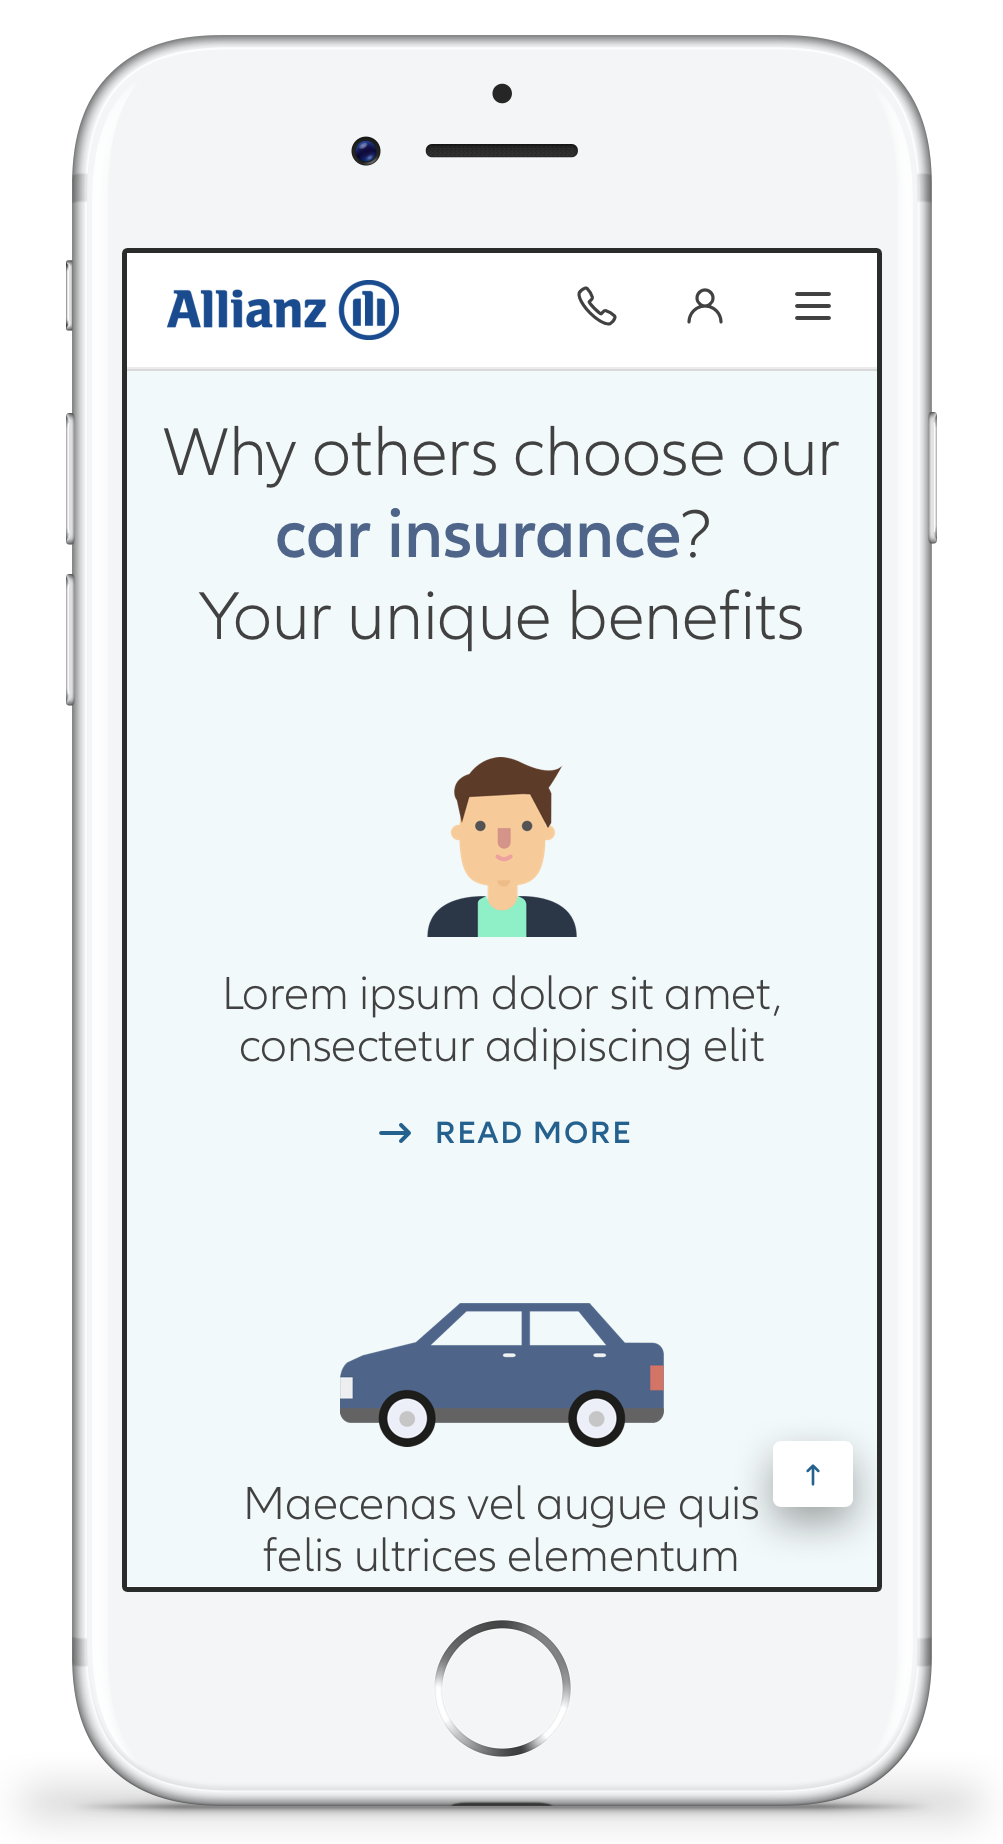 Allianz
Why others choose our
car insurance?
Your unique benefits
Lorem ipsum dolor sit amet,
consectetur adipiscing elit
READ MORE
Maecenas vel augue quis
felis ultrices elementum